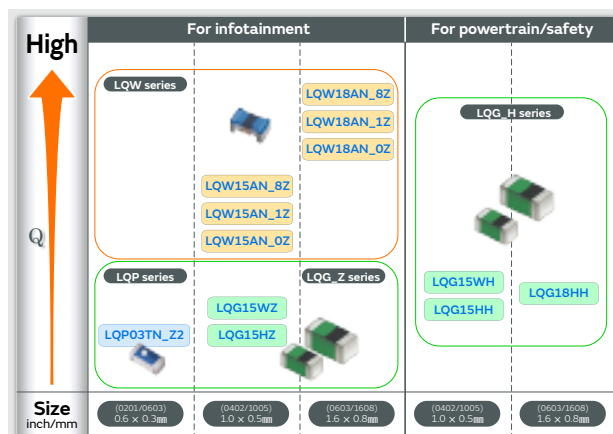 For infotainment
For powertrain/safety
High
LQW series
LQW18AN_8Z
LQW18AN_1Z
LQW18AN_0Z
LQG_H series
LQW15AN_8Z
LQW15AN_1Z
LQW15AN_0Z
Q
LQP series
LQG_Z series
LQG15WH
LQG15HH
LQG18HH
LQG15WZ
LQG15HZ
LQP03TN_Z2
Size
inch/mm
(0201/0603)
0.6 × 0.3㎜
(0402/1005)
1.0 × 0.5㎜
(0603/1608)
1.6 × 0.8㎜
(0402/1005)
1.0 × 0.5㎜
(0603/1608)
1.6 × 0.8㎜